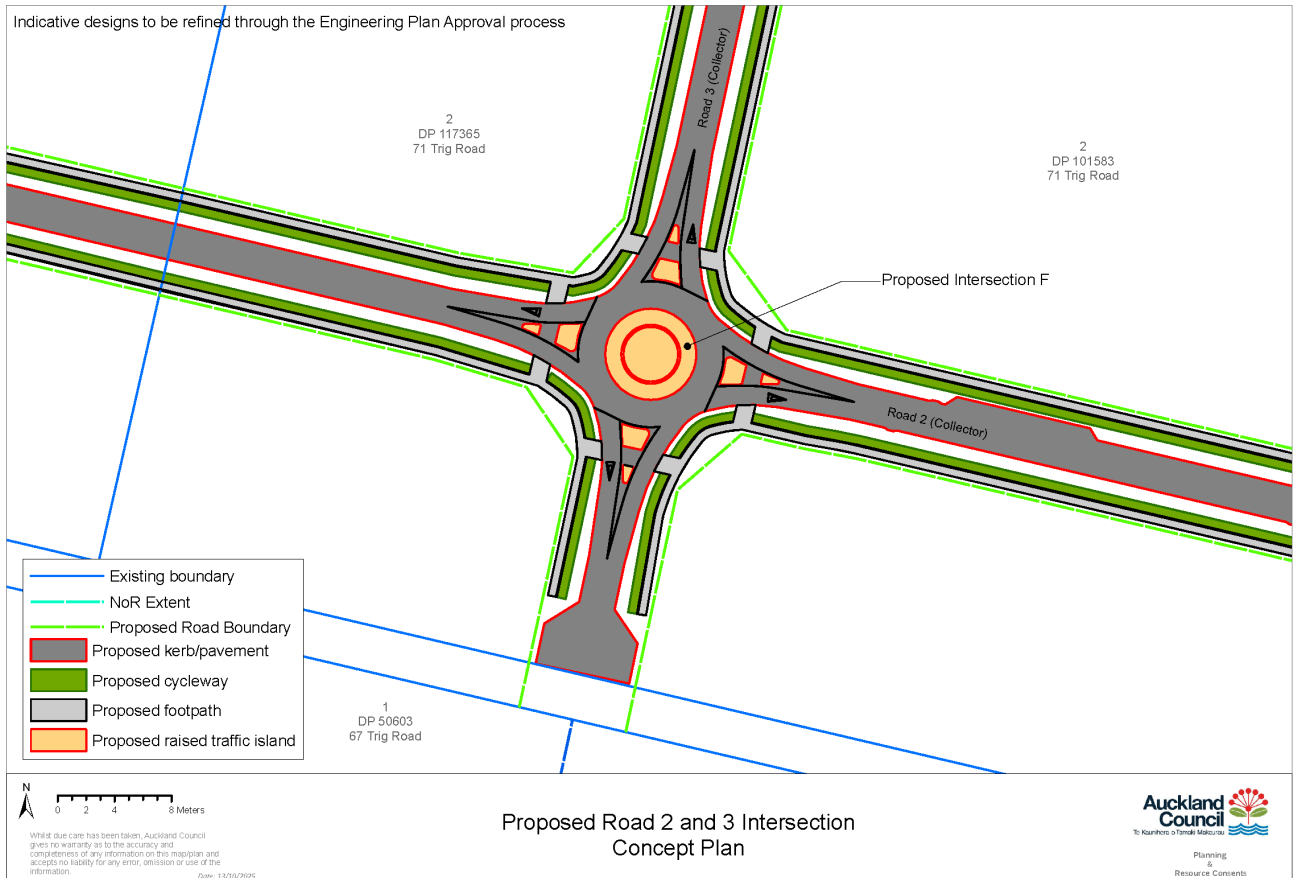 Indicative designs to be refined through the Engineering Plan Approval process
Road 3 (Collector)
2
DP 117365
71 Trig Road
2
DP 101583
71 Trig Road
Proposed Intersection F
Road 2 (Collector)
Existing boundary
NoR Extent
Proposed Road Boundary
Proposed kerb/pavement
Proposed cycleway
Proposed footpath
Proposed raised traffic island
1
DP 50603
67 Trig Road
N
0 2 4 8 Meters
Whilst due care has been taken, Auckland Council
gives no warranty as to the accuracy and
completeness of any information on this map/plan and
accepts no liability for any error, omission or use of the
information.
Date: 13/10/2025
Proposed Road 2 and 3 Intersection
Concept Plan
Auckland
Council
Te Kaunihera o Tāmaki Makaurau
Planning
&
Resource Consents